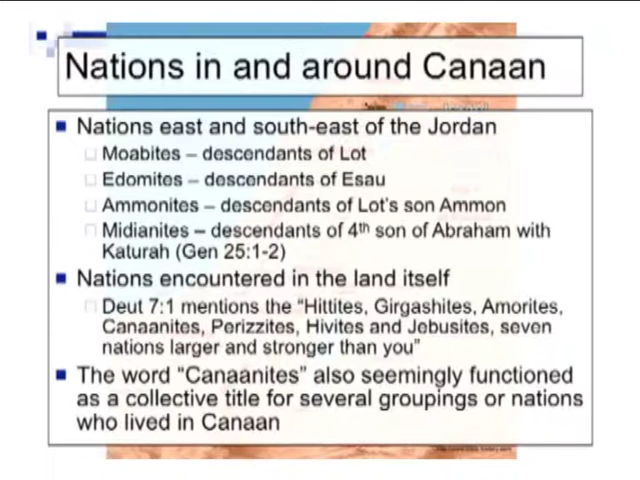 Nations in and around Canaan
Nations east and south-east of the Jordan
Moabites – descendants of Lot
Edomites – descendants of Esau
Ammonites – descendants of Lot's son Ammon
Midianites – descendants of 4th son of Abraham with
Katurah (Gen 25:1-2)
Nations encountered in the land itself
Deut 7:1 mentions the "Hittites, Girgashites, Amorites,
Canaanites, Perizzites, Hivites and Jebusites, seven
nations larger and stronger than you"
The word "Canaanites" also seemingly functioned
as a collective title for several groupings or nations
who lived in Canaan